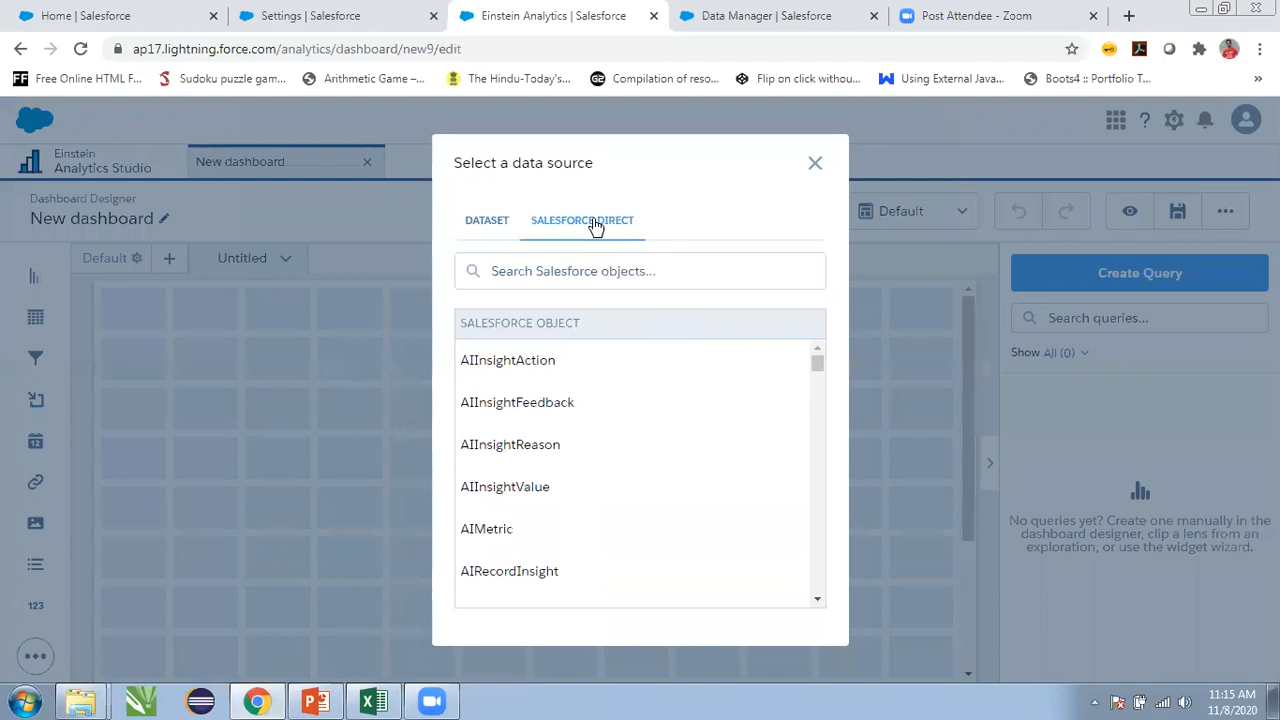 Home | Salesforce
Settings | Salesforce
Einstein Analytics | Salesforce
Data Manager | Salesforce
Post Attendee - Zoom
ap17.lightning.force.com/analytics/dashboard/new9/edit
FF Free Online HTML F...
Sudoku puzzle gam...
Arithmetic Game –...
The Hindu-Today's...
Compilation of reso...
Flip on click withou...
Using External Java...
Boots4 :: Portfolio T...
»
Einstein
Analytics Studio
New dashboard
Dashboard Designer
New dashboard
Default
Default
Untitled
Select a data source
DATASET
SALESFORCE DIRECT
Search Salesforce objects...
SALESFORCE OBJECT
AIInsightAction
AIInsightFeedback
AIInsightReason
AIInsightValue
AIMetric
AIRecordInsight
Create Query
Search queries...
Show All (0)
No queries yet? Create one manually in the
dashboard designer, clip a lens from an
exploration, or use the widget wizard.
123
11:15 AM
11/8/2020